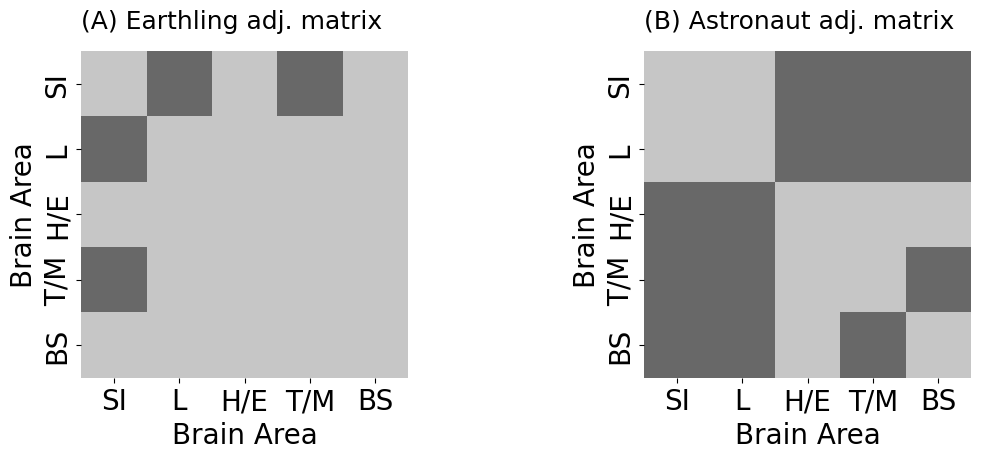 (A) Earthling adj. matrix
Brain Area
SI
L
H/E
T/M
BS
SI L H/E T/M BS
Brain Area
(B) Astronaut adj. matrix
Brain Area
SI
L
H/E
T/M
BS
SI L H/E T/M BS
Brain Area